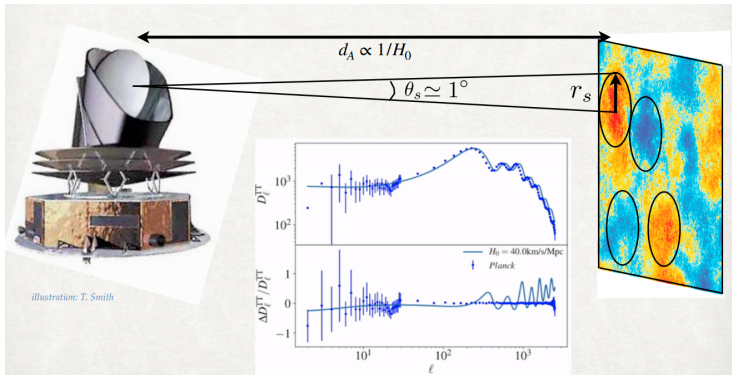 d_A ∝ 1/H_0
θ_s ≃ 1°
r_s
D_ℓ^TT
10^3
10^2
H_0 = 40.0km/s/Mpc
Planck
ΔD_ℓ^TT/D_ℓ^TT
1
0
−1
10^1
10^2
10^3
ℓ
illustration: T. Smith